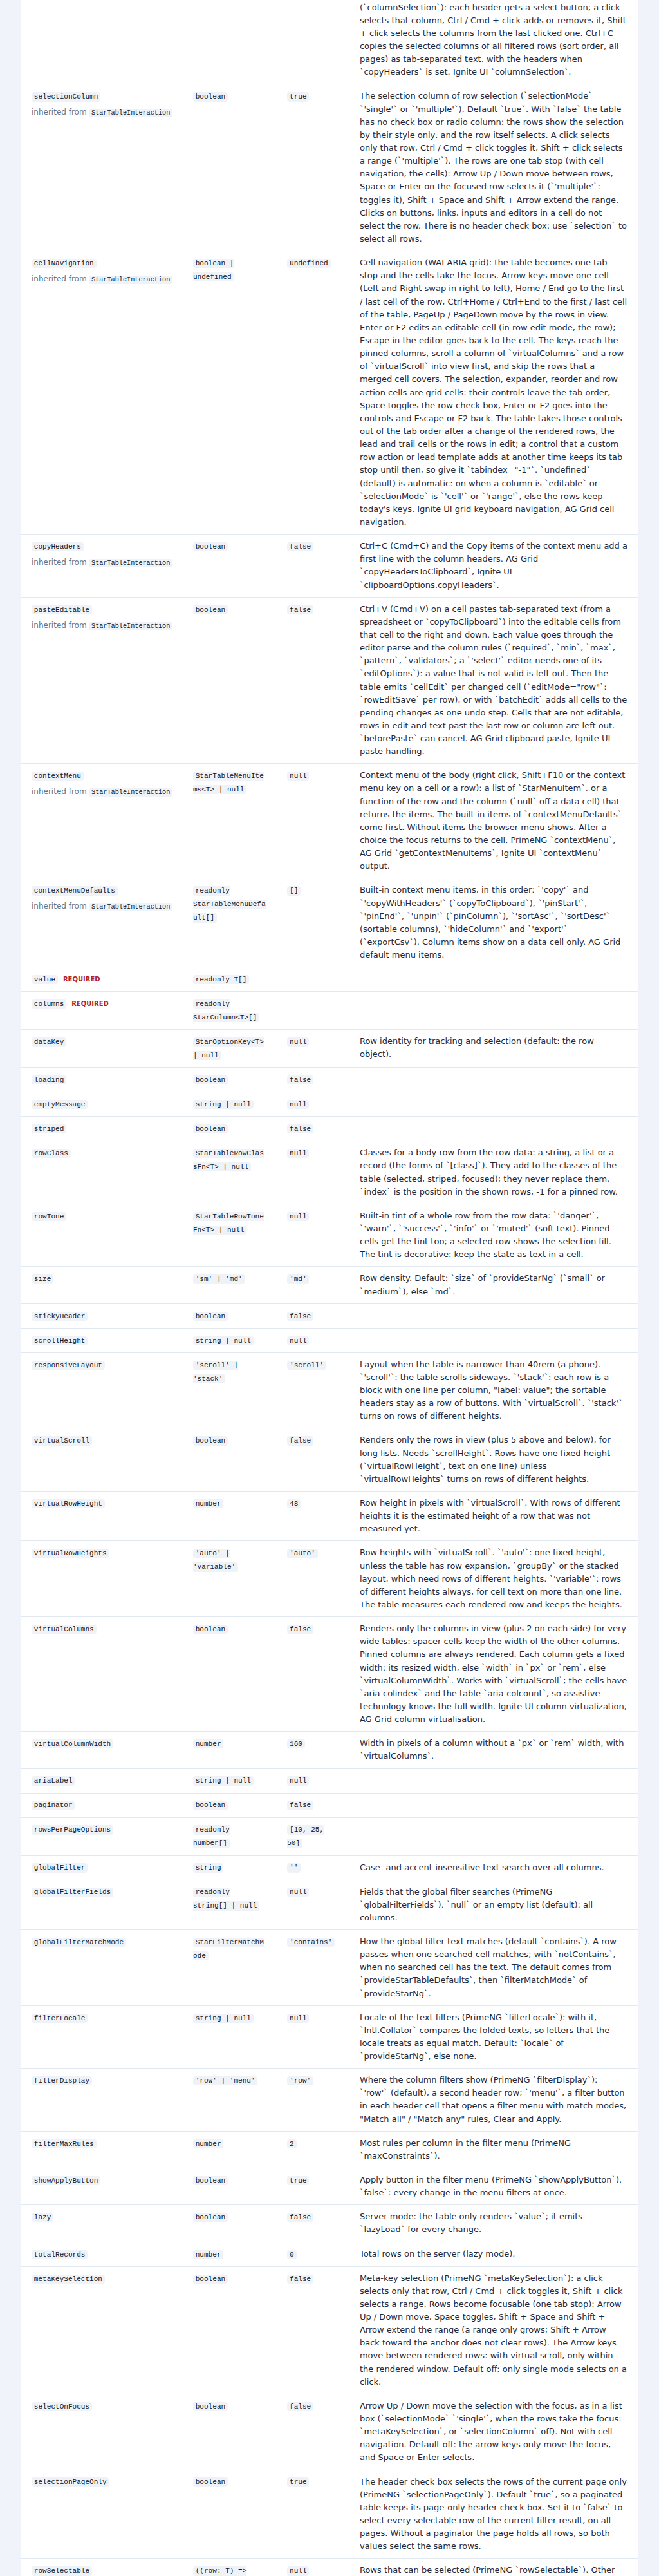 (`columnSelection`): each header gets a select button; a click
selects that column, Ctrl / Cmd + click adds or removes it, Shift
+ click selects the columns from the last clicked one. Ctrl+C
copies the selected columns of all filtered rows (sort order, all
pages) as tab-separated text, with the headers when
`copyHeaders` is set. Ignite UI `columnSelection`.
selectionColumn boolean true The selection column of row selection (`selectionMode`
inherited from StarTableInteraction `'single'` or `'multiple'`). Default `true`. With `false` the table
has no check box or radio column: the rows show the selection
by their style only, and the row itself selects. A click selects
only that row, Ctrl / Cmd + click toggles it, Shift + click selects
a range (`'multiple'`). The rows are one tab stop (with cell
navigation, the cells): Arrow Up / Down move between rows,
Space or Enter on the focused row selects it (`'multiple'`:
toggles it), Shift + Space and Shift + Arrow extend the range.
Clicks on buttons, links, inputs and editors in a cell do not
select the row. There is no header check box: use `selection` to
select all rows.
cellNavigation boolean | undefined Cell navigation (WAI-ARIA grid): the table becomes one tab
inherited from StarTableInteraction undefined stop and the cells take the focus. Arrow keys move one cell
(Left and Right swap in right-to-left), Home / End go to the first
/ last cell of the row, Ctrl+Home / Ctrl+End to the first / last cell
of the table, PageUp / PageDown move by the rows in view.
Enter or F2 edits an editable cell (in row edit mode, the row);
Escape in the editor goes back to the cell. The keys reach the
pinned columns, scroll a column of `virtualColumns` and a row
of `virtualScroll` into view first, and skip the rows that a
merged cell covers. The selection, expander, reorder and row
action cells are grid cells: their controls leave the tab order,
Space toggles the row check box, Enter or F2 goes into the
controls and Escape or F2 back. The table takes those controls
out of the tab order after a change of the rendered rows, the
lead and trail cells or the rows in edit; a control that a custom
row action or lead template adds at another time keeps its tab
stop until then, so give it `tabindex="-1"`. `undefined`
(default) is automatic: on when a column is `editable` or
`selectionMode` is `'cell'` or `'range'`, else the rows keep
today's keys. Ignite UI grid keyboard navigation, AG Grid cell
navigation.
copyHeaders boolean false Ctrl+C (Cmd+C) and the Copy items of the context menu add a
inherited from StarTableInteraction first line with the column headers. AG Grid
`copyHeadersToClipboard`, Ignite UI
`clipboardOptions.copyHeaders`.
pasteEditable boolean false Ctrl+V (Cmd+V) on a cell pastes tab-separated text (from a
inherited from StarTableInteraction spreadsheet or `copyToClipboard`) into the editable cells from
that cell to the right and down. Each value goes through the
editor parse and the column rules (`required`, `min`, `max`,
`pattern`, `validators`; a `'select'` editor needs one of its
`editOptions`): a value that is not valid is left out. Then the
table emits `cellEdit` per changed cell (`editMode="row"`:
`rowEditSave` per row), or with `batchEdit` adds all cells to the
pending changes as one undo step. Cells that are not editable,
rows in edit and text past the last row or column are left out.
`beforePaste` can cancel. AG Grid clipboard paste, Ignite UI
paste handling.
contextMenu StarTableMenuIte null Context menu of the body (right click, Shift+F10 or the context
inherited from StarTableInteraction ms<T> | null menu key on a cell or a row): a list of `StarMenuItem`, or a
function of the row and the column (`null` off a data cell) that
returns the items. The built-in items of `contextMenuDefaults`
come first. Without items the browser menu shows. After a
choice the focus returns to the cell. PrimeNG `contextMenu`,
AG Grid `getContextMenuItems`, Ignite UI `contextMenu`
output.
contextMenuDefaults readonly [] Built-in context menu items, in this order: `'copy'` and
inherited from StarTableInteraction StarTableMenuDefa `'copyWithHeaders'` (`copyToClipboard`), `'pinStart'`,
ult[] `'pinEnd'`, `'unpin'` (`pinColumn`), `'sortAsc'`, `'sortDesc'`
(sortable columns), `'hideColumn'` and `'export'`
(`exportCsv`). Column items show on a data cell only. AG Grid
default menu items.
value REQUIRED readonly T[]
columns REQUIRED readonly
StarColumn<T>[]
dataKey StarOptionKey<T> null Row identity for tracking and selection (default: the row
| null object).
loading boolean false
emptyMessage string | null null
striped boolean false
rowClass StarTableRowClas null Classes for a body row from the row data: a string, a list or a
sFn<T> | null record (the forms of `[class]`). They add to the classes of the
table (selected, striped, focused); they never replace them.
`index` is the position in the shown rows, -1 for a pinned row.
rowTone StarTableRowTone null Built-in tint of a whole row from the row data: `'danger'`,
Fn<T> | null `'warn'`, `'success'`, `'info'` or `'muted'` (soft text). Pinned
cells get the tint too; a selected row shows the selection fill.
The tint is decorative: keep the state as text in a cell.
size 'sm' | 'md' 'md' Row density. Default: `size` of `provideStarNg` (`small` or
`medium`), else `md`.
stickyHeader boolean false
scrollHeight string | null null
responsiveLayout 'scroll' | 'scroll' Layout when the table is narrower than 40rem (a phone).
'stack' `'scroll'`: the table scrolls sideways. `'stack'`: each row is a
block with one line per column, "label: value"; the sortable
headers stay as a row of buttons. With `virtualScroll`, `'stack'`
turns on rows of different heights.
virtualScroll boolean false Renders only the rows in view (plus 5 above and below), for
long lists. Needs `scrollHeight`. Rows have one fixed height
(`virtualRowHeight`, text on one line) unless
`virtualRowHeights` turns on rows of different heights.
virtualRowHeight number 48 Row height in pixels with `virtualScroll`. With rows of different
heights it is the estimated height of a row that was not
measured yet.
virtualRowHeights 'auto' | 'auto' Row heights with `virtualScroll`. `'auto'`: one fixed height,
'variable' unless the table has row expansion, `groupBy` or the stacked
layout, which need rows of different heights. `'variable'`: rows
of different heights always, for cell text on more than one line.
The table measures each rendered row and keeps the heights.
virtualColumns boolean false Renders only the columns in view (plus 2 on each side) for very
wide tables: spacer cells keep the width of the other columns.
Pinned columns are always rendered. Each column gets a fixed
width: its resized width, else `width` in `px` or `rem`, else
`virtualColumnWidth`. Works with `virtualScroll`; the cells have
`aria-colindex` and the table `aria-colcount`, so assistive
technology knows the full width. Ignite UI column virtualization,
AG Grid column virtualisation.
virtualColumnWidth number 160 Width in pixels of a column without a `px` or `rem` width, with
`virtualColumns`.
ariaLabel string | null null
paginator boolean false
rowsPerPageOptions readonly [10, 25,
number[] 50]
globalFilter string '' Case- and accent-insensitive text search over all columns.
globalFilterFields readonly null Fields that the global filter searches (PrimeNG
string[] | null `globalFilterFields`). `null` or an empty list (default): all
columns.
globalFilterMatchMode StarFilterMatchM 'contains' How the global filter text matches (default `contains`). A row
ode passes when one searched cell matches; with `notContains`,
when no searched cell has the text. The default comes from
`provideStarTableDefaults`, then `filterMatchMode` of
`provideStarNg`.
filterLocale string | null null Locale of the text filters (PrimeNG `filterLocale`): with it,
`Intl.Collator` compares the folded texts, so letters that the
locale treats as equal match. Default: `locale` of
`provideStarNg`, else none.
filterDisplay 'row' | 'menu' 'row' Where the column filters show (PrimeNG `filterDisplay`):
`'row'` (default), a second header row; `'menu'`, a filter button
in each header cell that opens a filter menu with match modes,
"Match all" / "Match any" rules, Clear and Apply.
filterMaxRules number 2 Most rules per column in the filter menu (PrimeNG
`maxConstraints`).
showApplyButton boolean true Apply button in the filter menu (PrimeNG `showApplyButton`).
`false`: every change in the menu filters at once.
lazy boolean false Server mode: the table only renders `value`; it emits
`lazyLoad` for every change.
totalRecords number 0 Total rows on the server (lazy mode).
metaKeySelection boolean false Meta-key selection (PrimeNG `metaKeySelection`): a click
selects only that row, Ctrl / Cmd + click toggles it, Shift + click
selects a range. Rows become focusable (one tab stop): Arrow
Up / Down move, Space toggles, Shift + Space and Shift +
Arrow extend the range (a range only grows; Shift + Arrow
back toward the anchor does not clear rows). The Arrow keys
move between rendered rows: with virtual scroll, only within
the rendered window. Default off: only single mode selects on a
click.
selectOnFocus boolean false Arrow Up / Down move the selection with the focus, as in a list
box (`selectionMode` `'single'`, when the rows take the focus:
`metaKeySelection`, or `selectionColumn` off). Not with cell
navigation. Default off: the arrow keys only move the focus,
and Space or Enter selects.
selectionPageOnly boolean true The header check box selects the rows of the current page only
(PrimeNG `selectionPageOnly`). Default `true`, so a paginated
table keeps its page-only header check box. Set it to `false` to
select every selectable row of the current filter result, on all
pages. Without a paginator the page holds all rows, so both
values select the same rows.
rowSelectable ((row: T) => null Rows that can be selected (PrimeNG `rowSelectable`). Other